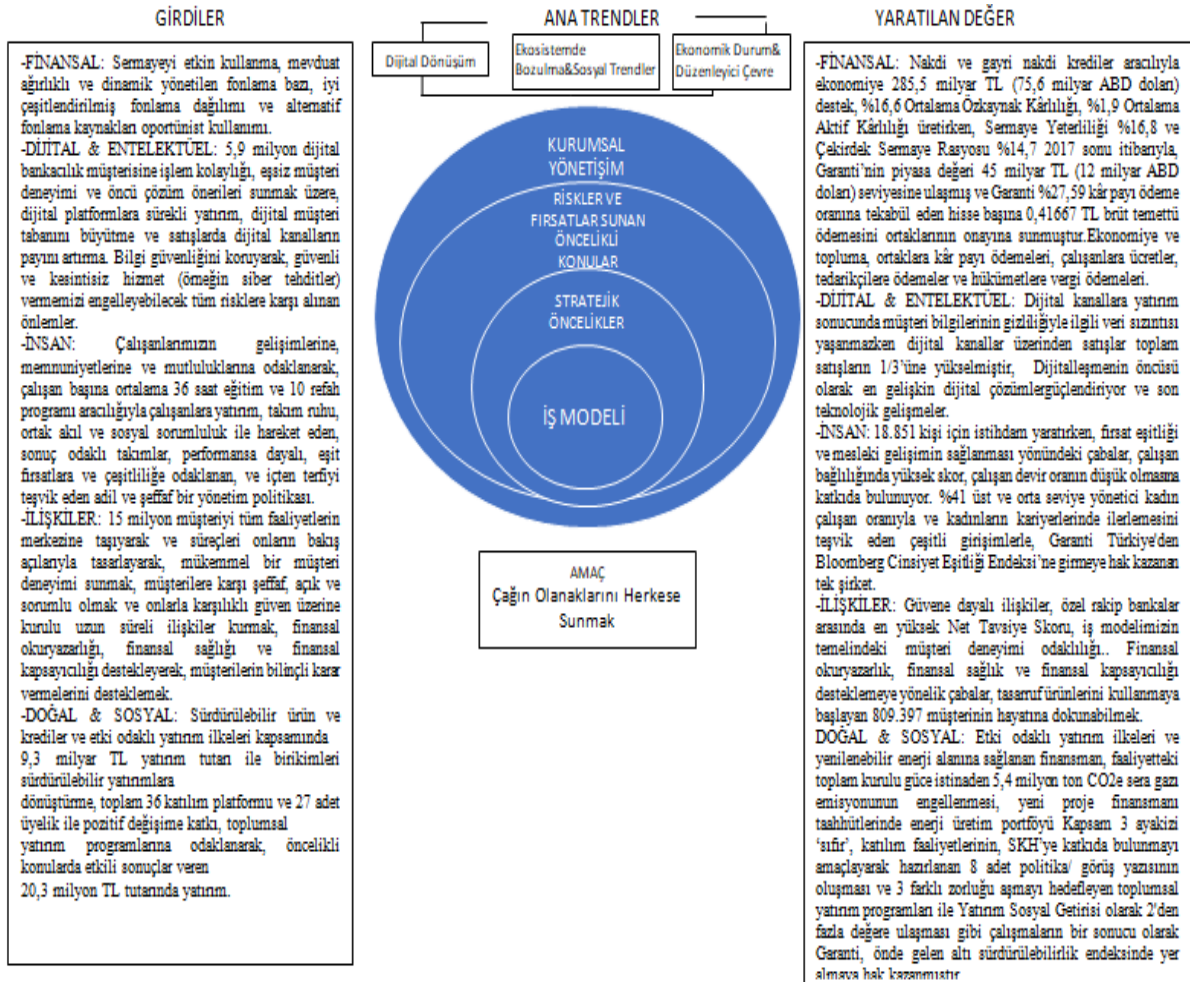 GİRDİLER
-FİNANSAL: Sermayeyi etkin kullanma, mevduat
ağırlıklı ve dinamik yönetilen fonlama bazı, iyi
çeşitlendirilmiş fonlama dağılımı ve alternatif
fonlama kaynakları oportünist kullanımı.
-DİJİTAL & ENTELEKTÜEL: 5,9 milyon dijital
bankacılık müşterisine işlem kolaylığı, eşsiz müşteri
deneyimi ve öncü çözüm önerileri sunmak üzere,
dijital platformlara sürekli yatırım, dijital müşteri
tabanını büyütme ve satışlarda dijital kanalların
payını artırma. Bilgi güvenliğini koruyarak, güvenli
ve kesintisiz hizmet (örneğin siber tehditler)
vermemizi engelleyebilecek tüm risklere karşı alınan
önlemler.
-İNSAN: Çalışanlarımızın gelişimlerine,
memnuniyetlerine ve mutluluklarına odaklanarak,
çalışan başına ortalama 36 saat eğitim ve 10 refah
programı aracılığıyla çalışanlara yatırım, takım ruhu,
ortak akıl ve sosyal sorumluluk ile hareket eden,
sonuç odaklı takımlar, performansa dayalı, eşit
fırsatlara ve çeşitliliğe odaklanan, ve içten terfiyi
teşvik eden adil ve şeffaf bir yönetim politikası.
-İLİŞKİLER: 15 milyon müşteriyi tüm faaliyetlerin
merkezine taşıyarak ve süreçleri onların bakış
açılarıyla tasarlayarak, mükemmel bir müşteri
deneyimi sunmak, müşterilere karşı şeffaf, açık ve
sorumlu olmak ve onlarla karşılıklı güven üzerine
kurulu uzun süreli ilişkiler kurmak, finansal
okuryazarlığı, finansal sağlığı ve finansal
kapsayıcılığı destekleyerek, müşterilerin bilinçli karar
vermelerini desteklemek.
-DOĞAL & SOSYAL: Sürdürülebilir ürün ve
krediler ve etki odaklı yatırım ilkeleri kapsamında
9,3 milyar TL yatırım tutarı ile birikimleri
sürdürülebilir yatırımlara
dönüştürme, toplam 36 katılım platformu ve 27 adet
üyelik ile pozitif değişime katkı, toplumsal
yatırım programlarına odaklanarak, öncelikli
konularda etkili sonuçlar veren
20,3 milyon TL tutarında yatırım.
ANA TRENDLER
Dijital Dönüşüm
Ekosistemde
Bozulma&Sosyal Trendler
Ekonomik Durum&
Düzenleyici Çevre
KURUMSAL
YÖNETİŞİM
RİSKLER VE
FIRSATLAR SUNAN
ÖNCELİKLİ
KONULAR
STRATEJİK
ÖNCELİKLER
İŞ MODELİ
AMAÇ
Çağın Olanaklarını Herkese
Sunmak
YARATILAN DEĞER
-FİNANSAL: Nakdi ve gayri nakdi krediler aracılıyla
ekonomiye 285,5 milyar TL (75,6 milyar ABD doları)
destek, %16,6 Ortalama Özkaynak Kârlılığı, %1,9 Ortalama
Aktif Kârlılığı üretirken, Sermaye Yeterliliği %16,8 ve
Çekirdek Sermaye Rasyosu %14,7 2017 sonu itibarıyla,
Garanti'nin piyasa değeri 45 milyar TL (12 milyar ABD
doları) seviyesine ulaşmış ve Garanti %27,59 kâr payı ödeme
oranına tekabül eden hisse başına 0,41667 TL brüt temettü
ödemesini ortaklarının onayına sunmuştur.Ekonomiye ve
topluma, ortaklara kâr payı ödemeleri, çalışanlara ücretler,
tedarikçilere ödemeler ve hükümetlere vergi ödemeleri.
-DİJİTAL & ENTELEKTÜEL: Dijital kanallara yatırım
sonucunda müşteri bilgilerinin gizliliğiyle ilgili veri sızıntısı
yaşanmazken dijital kanallar üzerinden satışlar toplam
satışların 1/3'üne yükselmiştir, Dijitalleşmenin öncüsü
olarak en gelişkin dijital çözümlergüçlendiriyor ve son
teknolojik gelişmeler.
-İNSAN: 18.851 kişi için istihdam yaratırken, fırsat eşitliği
ve mesleki gelişimin sağlanması yönündeki çabalar, çalışan
bağlılığında yüksek skor, çalışan devir oranın düşük olmasına
katkıda bulunuyor. %41 üst ve orta seviye yönetici kadın
çalışan oranıyla ve kadınların kariyerlerinde ilerlemesini
teşvik eden çeşitli girişimlerle, Garanti Türkiye'den
Bloomberg Cinsiyet Eşitliği Endeksi'ne girmeye hak kazanan
tek şirket.
-İLİŞKİLER: Güvene dayalı ilişkiler, özel rakip bankalar
arasında en yüksek Net Tavsiye Skoru, iş modelimizin
temelindeki müşteri deneyimi odaklılığı.. Finansal
okuryazarlık, finansal sağlık ve finansal kapsayıcılığı
desteklemeye yönelik çabalar, tasarruf ürünlerini kullanmaya
başlayan 809.397 müşterinin hayatına dokunabilmek.
DOĞAL & SOSYAL: Etki odaklı yatırım ilkeleri ve
yenilenebilir enerji alanına sağlanan finansman, faaliyetteki
toplam kurulu güce istinaden 5,4 milyon ton CO2e sera gazı
emisyonunun engellenmesi, yeni proje finansmanı
taahhütlerinde enerji üretim portföyü Kapsam 3 ayakizi
'sıfır', katılım faaliyetlerinin, SKH'ye katkıda bulunmayı
amaçlayarak hazırlanan 8 adet politika/ görüş yazısının
oluşması ve 3 farklı zorluğu aşmayı hedefleyen toplumsal
yatırım programları ile Yatırım Sosyal Getirisi olarak 2'den
fazla değere ulaşması gibi çalışmaların bir sonucu olarak
Garanti, önde gelen altı sürdürülebilirlik endeksinde yer
almaya hak kazanmıştır